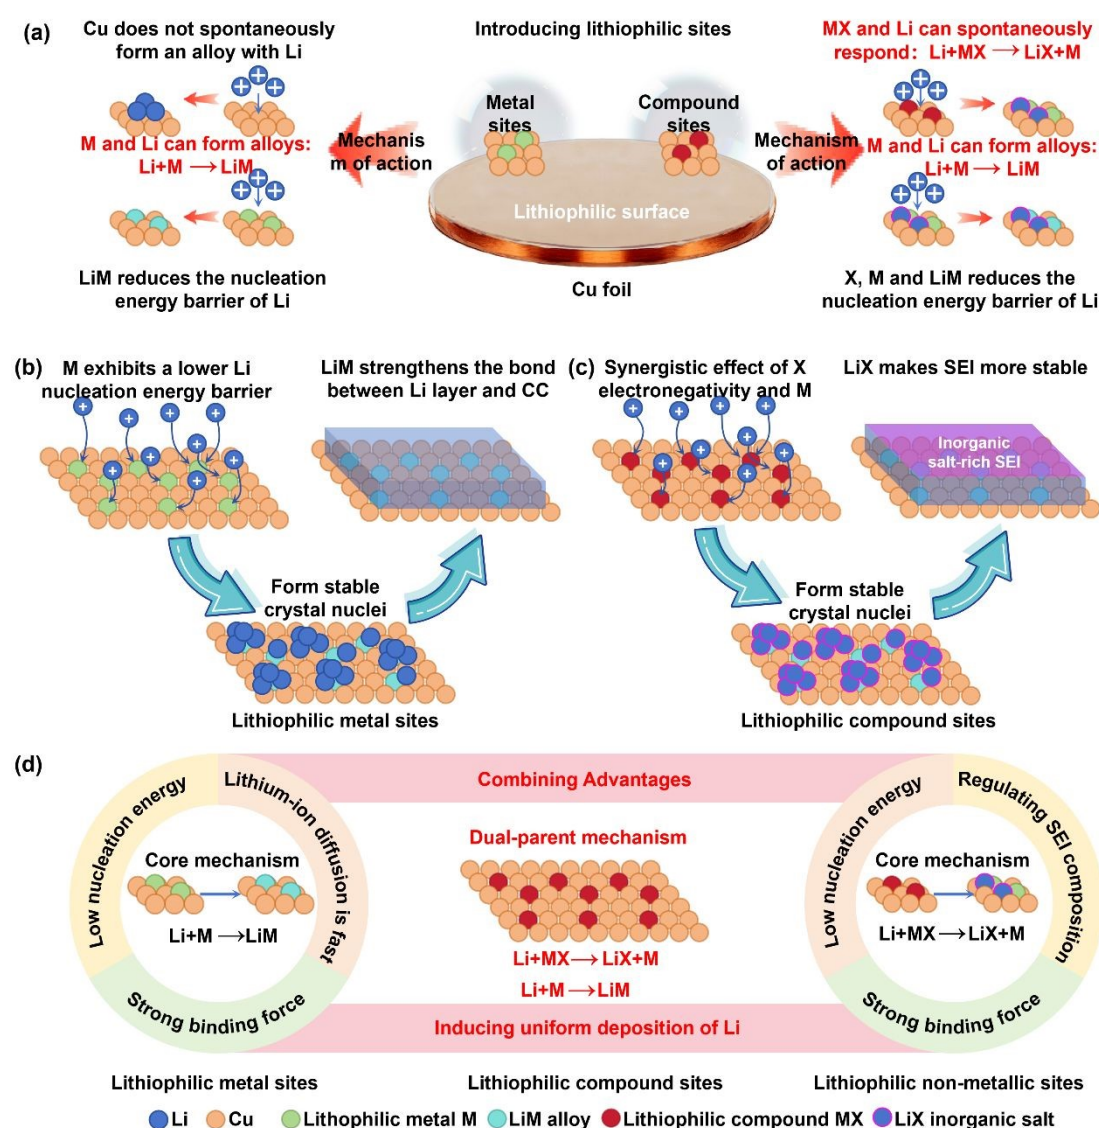 (a)
Cu does not spontaneously
form an alloy with Li
M and Li can form alloys:
Li+M → LiM
LiM reduces the nucleation
energy barrier of Li
Mechanis
m of action
Introducing lithiophilic sites
Metal
sites
Compound
sites
Lithiophilic surface
Cu foil
Mechanism
of action
MX and Li can spontaneously
respond: Li+MX → LiX+M
M and Li can form alloys:
Li+M → LiM
X, M and LiM reduces the
nucleation energy barrier of Li
(b)
M exhibits a lower Li
nucleation energy barrier
LiM strengthens the bond
between Li layer and CC
Form stable
crystal nuclei
Lithiophilic metal sites
(c)
Synergistic effect of X
electronegativity and M
LiX makes SEI more stable
Inorganic
salt-rich SEI
Form stable
crystal nuclei
Lithiophilic compound sites
(d)
Low nucleation energy
Lithium-ion diffusion is fast
Strong binding force
Core mechanism
Li+M → LiM
Combining Advantages
Dual-parent mechanism
Li+MX → LiX+M
Li+M → LiM
Inducing uniform deposition of Li
Low nucleation energy
Regulating SEI composition
Strong binding force
Core mechanism
Li+MX → LiX+M
Lithiophilic metal sites
Lithiophilic compound sites
Lithiophilic non-metallic sites
Li
Cu
Lithophilic metal M
LiM alloy
Lithiophilic compound MX
LiX inorganic salt